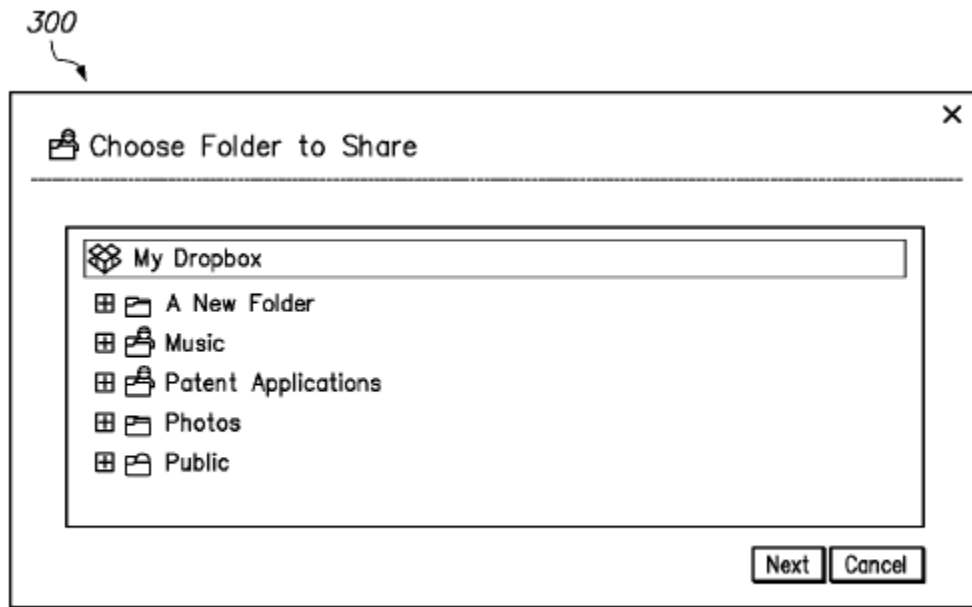 300
Choose Folder to Share
My Dropbox
A New Folder
Music
Patent Applications
Photos
Public
Next Cancel